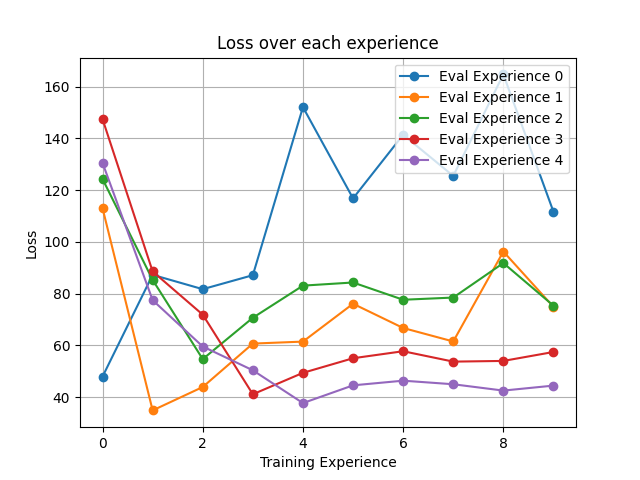 Loss over each experience
Eval Experience 0
Eval Experience 1
Eval Experience 2
Eval Experience 3
Eval Experience 4
Loss
160
140
120
100
80
60
40
0 2 4 6 8
Training Experience